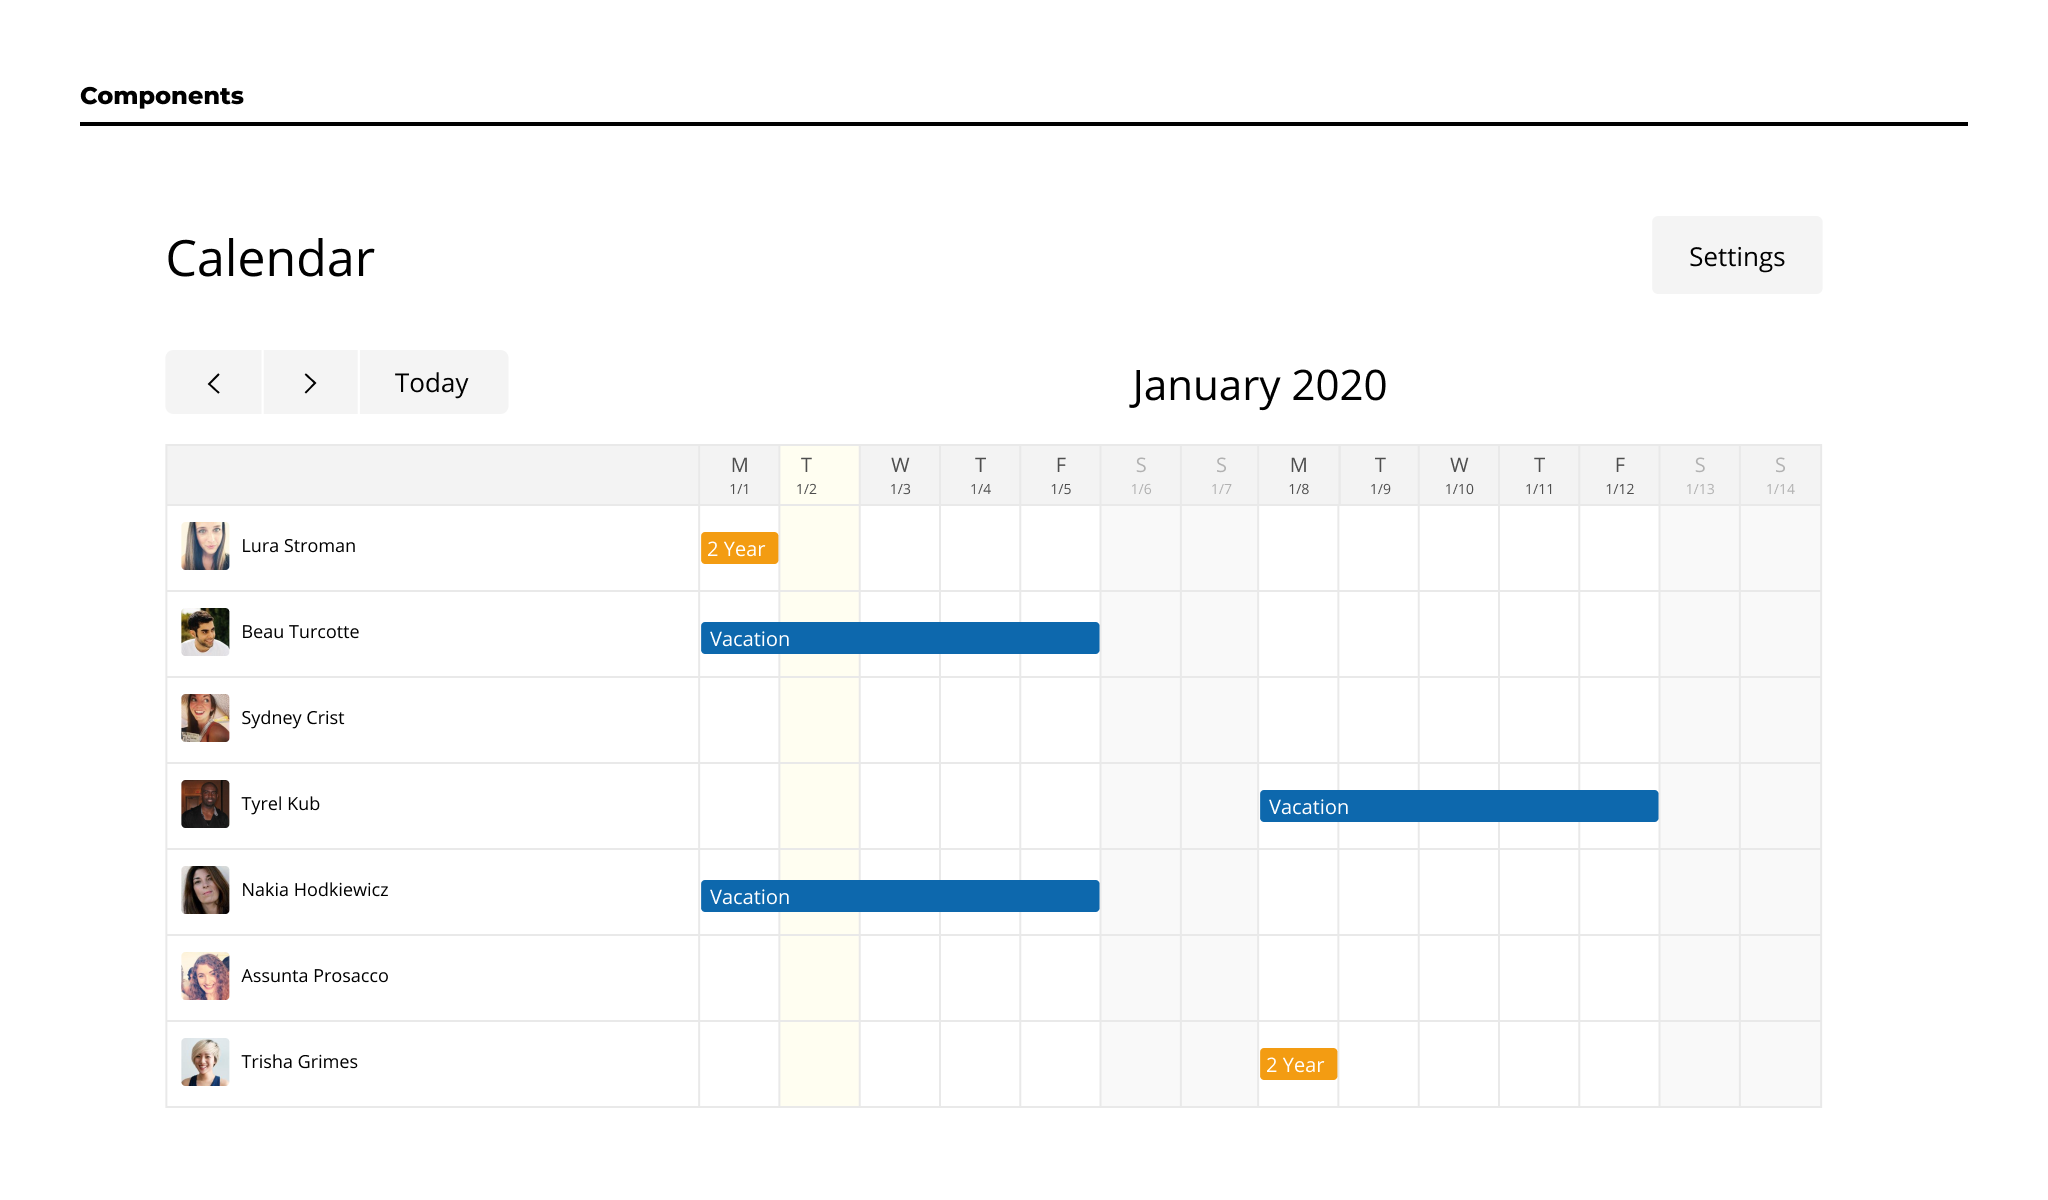 Components
Calendar
Settings
Today
January 2020
M T W T F S S M T W T F S S
1/1 1/2 1/3 1/4 1/5 1/6 1/7 1/8 1/9 1/10 1/11 1/12 1/13 1/14
Lura Stroman
2 Year
Beau Turcotte
Vacation
Sydney Crist
Tyrel Kub
Vacation
Nakia Hodkiewicz
Vacation
Assunta Prosacco
Trisha Grimes
2 Year